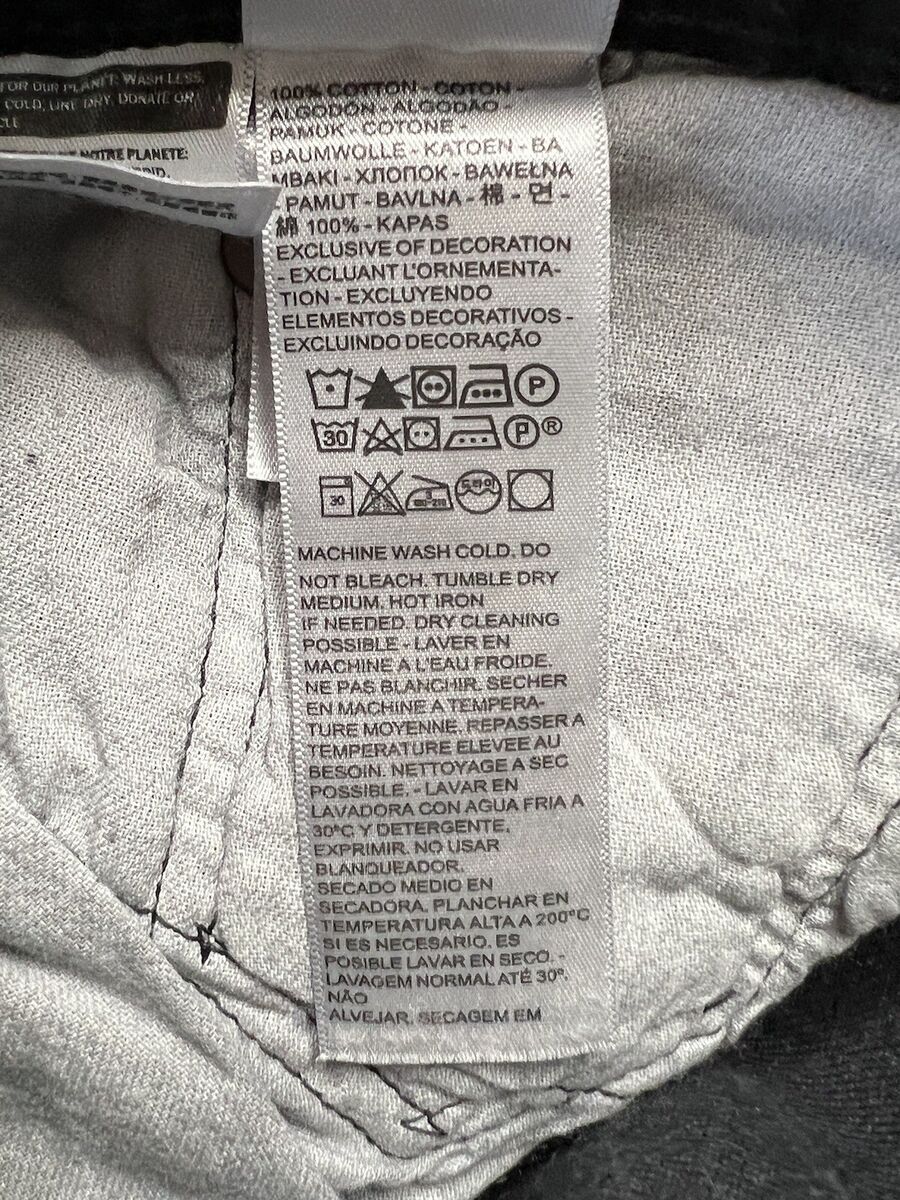 FOR OUR PLANET: WASH LESS,
COLD, LINE DRY, DONATE OR
CLE
NOTRE PLANETE:
100% COTTON - COTON -
ALGODÓN - ALGODÃO -
PAMUK - COTONE -
BAUMWOLLE - KATOEN - BA
MBAKI - ХЛОПОК - BAWEŁNA
- PAMUT - BAVLNA - 棉 - 면 -
綿 100% - KAPAS
EXCLUSIVE OF DECORATION
- EXCLUANT L'ORNEMENTA-
TION - EXCLUYENDO
ELEMENTOS DECORATIVOS -
EXCLUINDO DECORAÇÃO
P
30 P®
30 드라이
MACHINE WASH COLD. DO
NOT BLEACH. TUMBLE DRY
MEDIUM. HOT IRON
IF NEEDED. DRY CLEANING
POSSIBLE - LAVER EN
MACHINE A L'EAU FROIDE.
NE PAS BLANCHIR. SECHER
EN MACHINE A TEMPERA-
TURE MOYENNE. REPASSER A
TEMPERATURE ELEVEE AU
BESOIN. NETTOYAGE A SEC
POSSIBLE. - LAVAR EN
LAVADORA CON AGUA FRIA A
30°C Y DETERGENTE.
EXPRIMIR. NO USAR
BLANQUEADOR.
SECADO MEDIO EN
SECADORA. PLANCHAR EN
TEMPERATURA ALTA A 200°C
SI ES NECESARIO. ES
POSIBLE LAVAR EN SECO. -
LAVAGEM NORMAL ATÉ 30º.
NÃO
ALVEJAR. SECAGEM EM